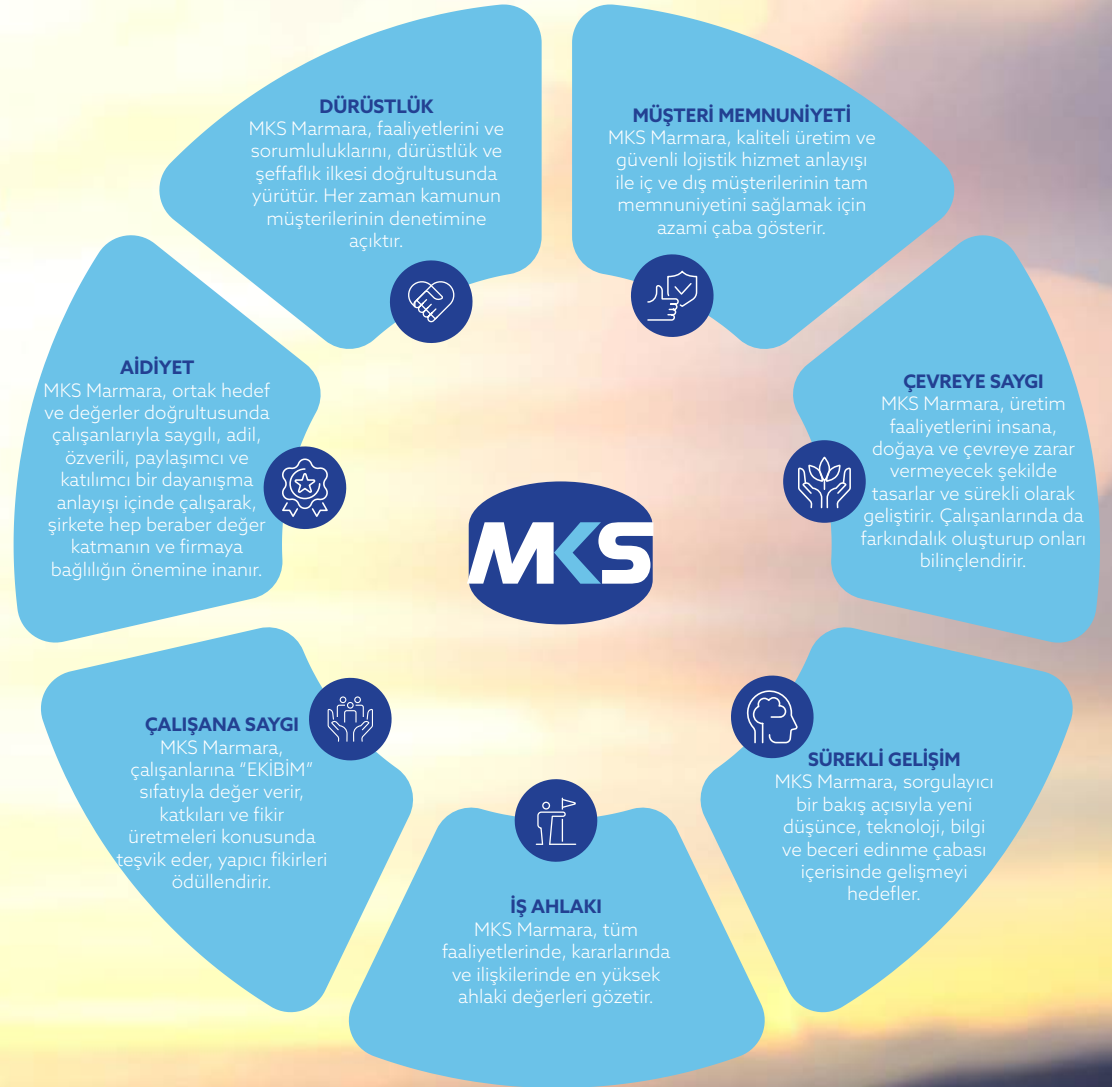 DÜRÜSTLÜK
MKS Marmara, faaliyetlerini ve
sorumluluklarını, dürüstlük ve
şeffaflık ilkesi doğrultusunda
yürütür. Her zaman kamunun
müşterilerinin denetimine
açıktır.
MÜŞTERİ MEMNUNİYETİ
MKS Marmara, kaliteli üretim ve
güvenli lojistik hizmet anlayışı
ile iç ve dış müşterilerinin tam
memnuniyetini sağlamak için
azami çaba gösterir.
AİDİYET
MKS Marmara, ortak hedef
ve değerler doğrultusunda
çalışanlarıyla saygılı, adil,
özverili, paylaşımcı ve
katılımcı bir dayanışma
anlayışı içinde çalışarak,
şirkete hep beraber değer
katmanın ve firmaya
bağlılığın önemine inanır.
ÇEVREYE SAYGI
MKS Marmara, üretim
faaliyetlerini insana,
doğaya ve çevreye zarar
vermeyecek şekilde
tasarlar ve sürekli olarak
geliştirir. Çalışanlarında da
farkındalık oluşturup onları
bilinçlendirir.
MKS
ÇALIŞANA SAYGI
MKS Marmara,
çalışanlarına “EKİBİM”
sıfatıyla değer verir,
katkıları ve fikir
üretmeleri konusunda
teşvik eder, yapıcı fikirleri
ödüllendirir.
SÜREKLİ GELİŞİM
MKS Marmara, sorgulayıcı
bir bakış açısıyla yeni
düşünce, teknoloji, bilgi
ve beceri edinme çabası
içerisinde gelişmeyi
hedefler.
İŞ AHLAKI
MKS Marmara, tüm
faaliyetlerinde, kararlarında
ve ilişkilerinde en yüksek
ahlaki değerleri gözetir.